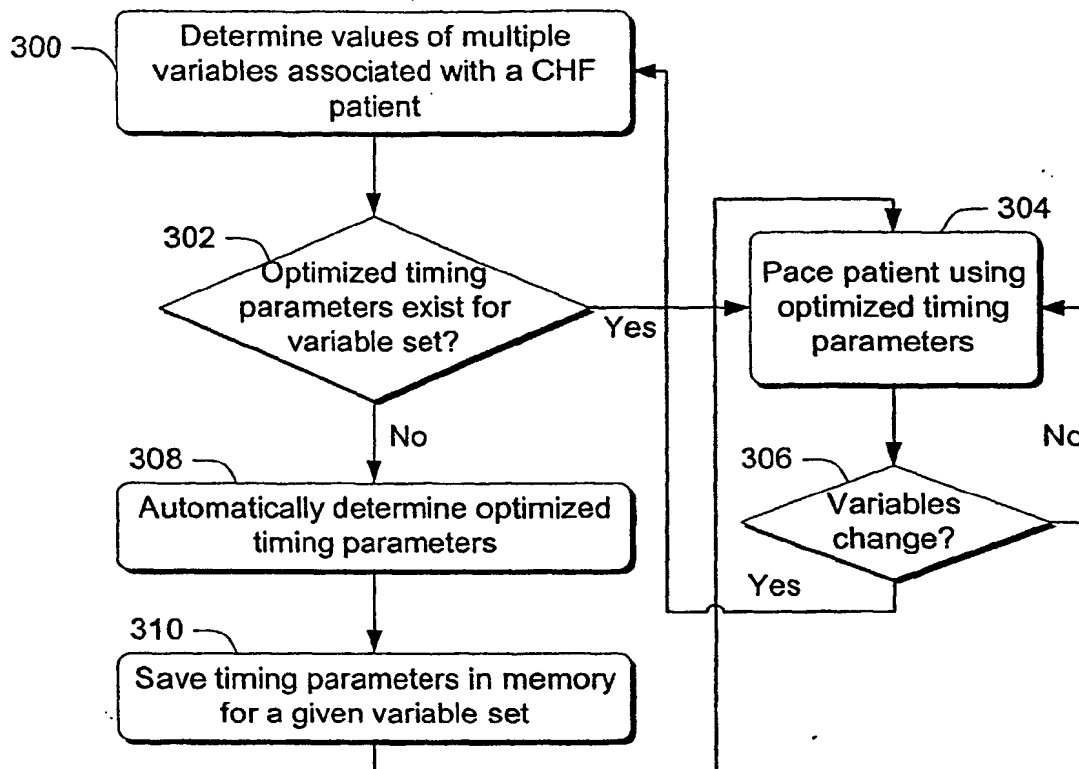 300
Determine values of multiple
variables associated with a CHF
patient
302
Optimized timing
parameters exist for
variable set?
Yes
No
304
Pace patient using
optimized timing
parameters
306
Variables
change?
No
Yes
308
Automatically determine optimized
timing parameters
310
Save timing parameters in memory
for a given variable set